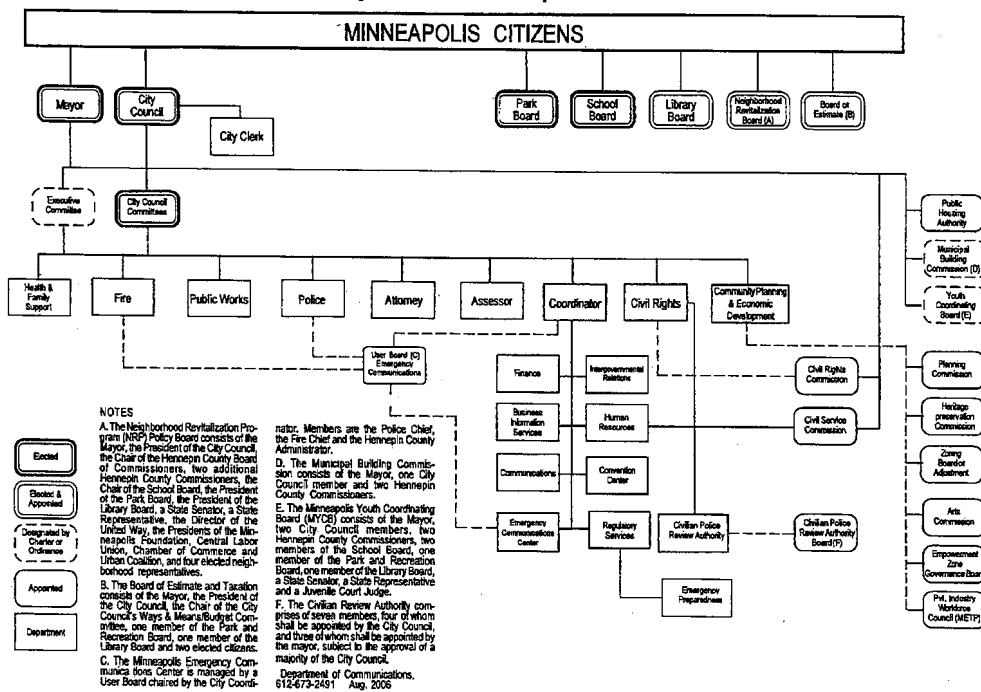 MINNEAPOLIS CITIZENS
Mayor
City
Council
City Clerk
Park
Board
School
Board
Library
Board
Neighborhood
Revitalization
Board (A)
Board or
Estimate (B)
Executive
Committee
City Council
Committees
Public
Housing
Authority
Municipal
Building
Commission (D)
Youth
Coordinating
Board (E)
Health &
Family
Support
Fire
Public Works
Police
Attorney
Assessor
Coordinator
Civil Rights
Community Planning
& Economic
Development
User Board (C)
Emergency
Communications
Finance
Intergovernmental
Relations
Civil Rights
Commission
Planning
Commission
Business
Information
Services
Human
Resources
Civil Service
Commission
Heritage
preservation
Commission
Communications
Convention
Center
Zoning
Board or
Adjustment
Emergency
Communications
Center
Regulatory
Services
Civilian Police
Review Authority
Civilian Police
Review Authority
Board (F)
Arts
Commission
Empowerment
Zone
Governance Board
Emergency
Preparedness
Pvt. Industry
Workforce
Council (METP)
Elected
Elected &
Appointed
Designated by
Charter or
Ordinance
Appointed
Department
NOTES
A. The Neighborhood Revitalization Pro-
gram (NRP) Policy Board consists of the
Mayor, the President of the City Council,
the Chair of the Hennepin County Board
of Commissioners, two additional
Hennepin County Commissioners, the
Chair of the School Board, the President
of the Park Board, the President of the
Library Board, a State Senator, a State
Representative, the Director of the
United Way, the Presidents of the Min-
neapolis Foundation, Central Labor
Union, Chamber of Commerce and
Urban Coalition, and four elected neigh-
borhood representatives.
B. The Board of Estimate and Taxation
consists of the Mayor, the President of
the City Council, the Chair of the City
Council's Ways & Means/Budget Com-
mittee, one member of the Park and
Recreation Board, one member of the
Library Board and two elected citizens.
C. The Minneapolis Emergency Com-
munica tions Center is managed by a
User Board chaired by the City Coordi-
nator. Members are the Police Chief,
the Fire Chief and the Hennepin County
Administrator.
D. The Municipal Building Commis-
sion consists of the Mayor, one City
Council member and two Hennepin
County Commissioners.
E. The Minneapolis Youth Coordinating
Board (MYCB) consists of the Mayor,
two City Council members, two
Hennepin County Commissioners, two
members of the School Board, one
member of the Park and Recreation
Board, one member of the Library Board,
a State Senator, a State Representative
and a Juvenile Court Judge.
F. The Civilian Review Authority com-
prises of seven members, four of whom
shall be appointed by the City Council,
and three of whom shall be appointed by
the mayor, subject to the approval of a
majority of the City Council.
Department of Communications,
612-673-2491 Aug, 2006